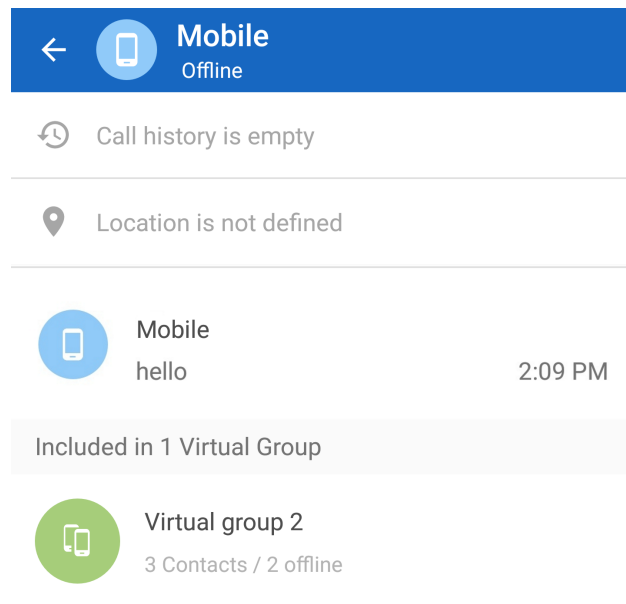 Mobile
Offline
Call history is empty
Location is not defined
Mobile
hello 2:09 PM
Included in 1 Virtual Group
Virtual group 2
3 Contacts / 2 offline